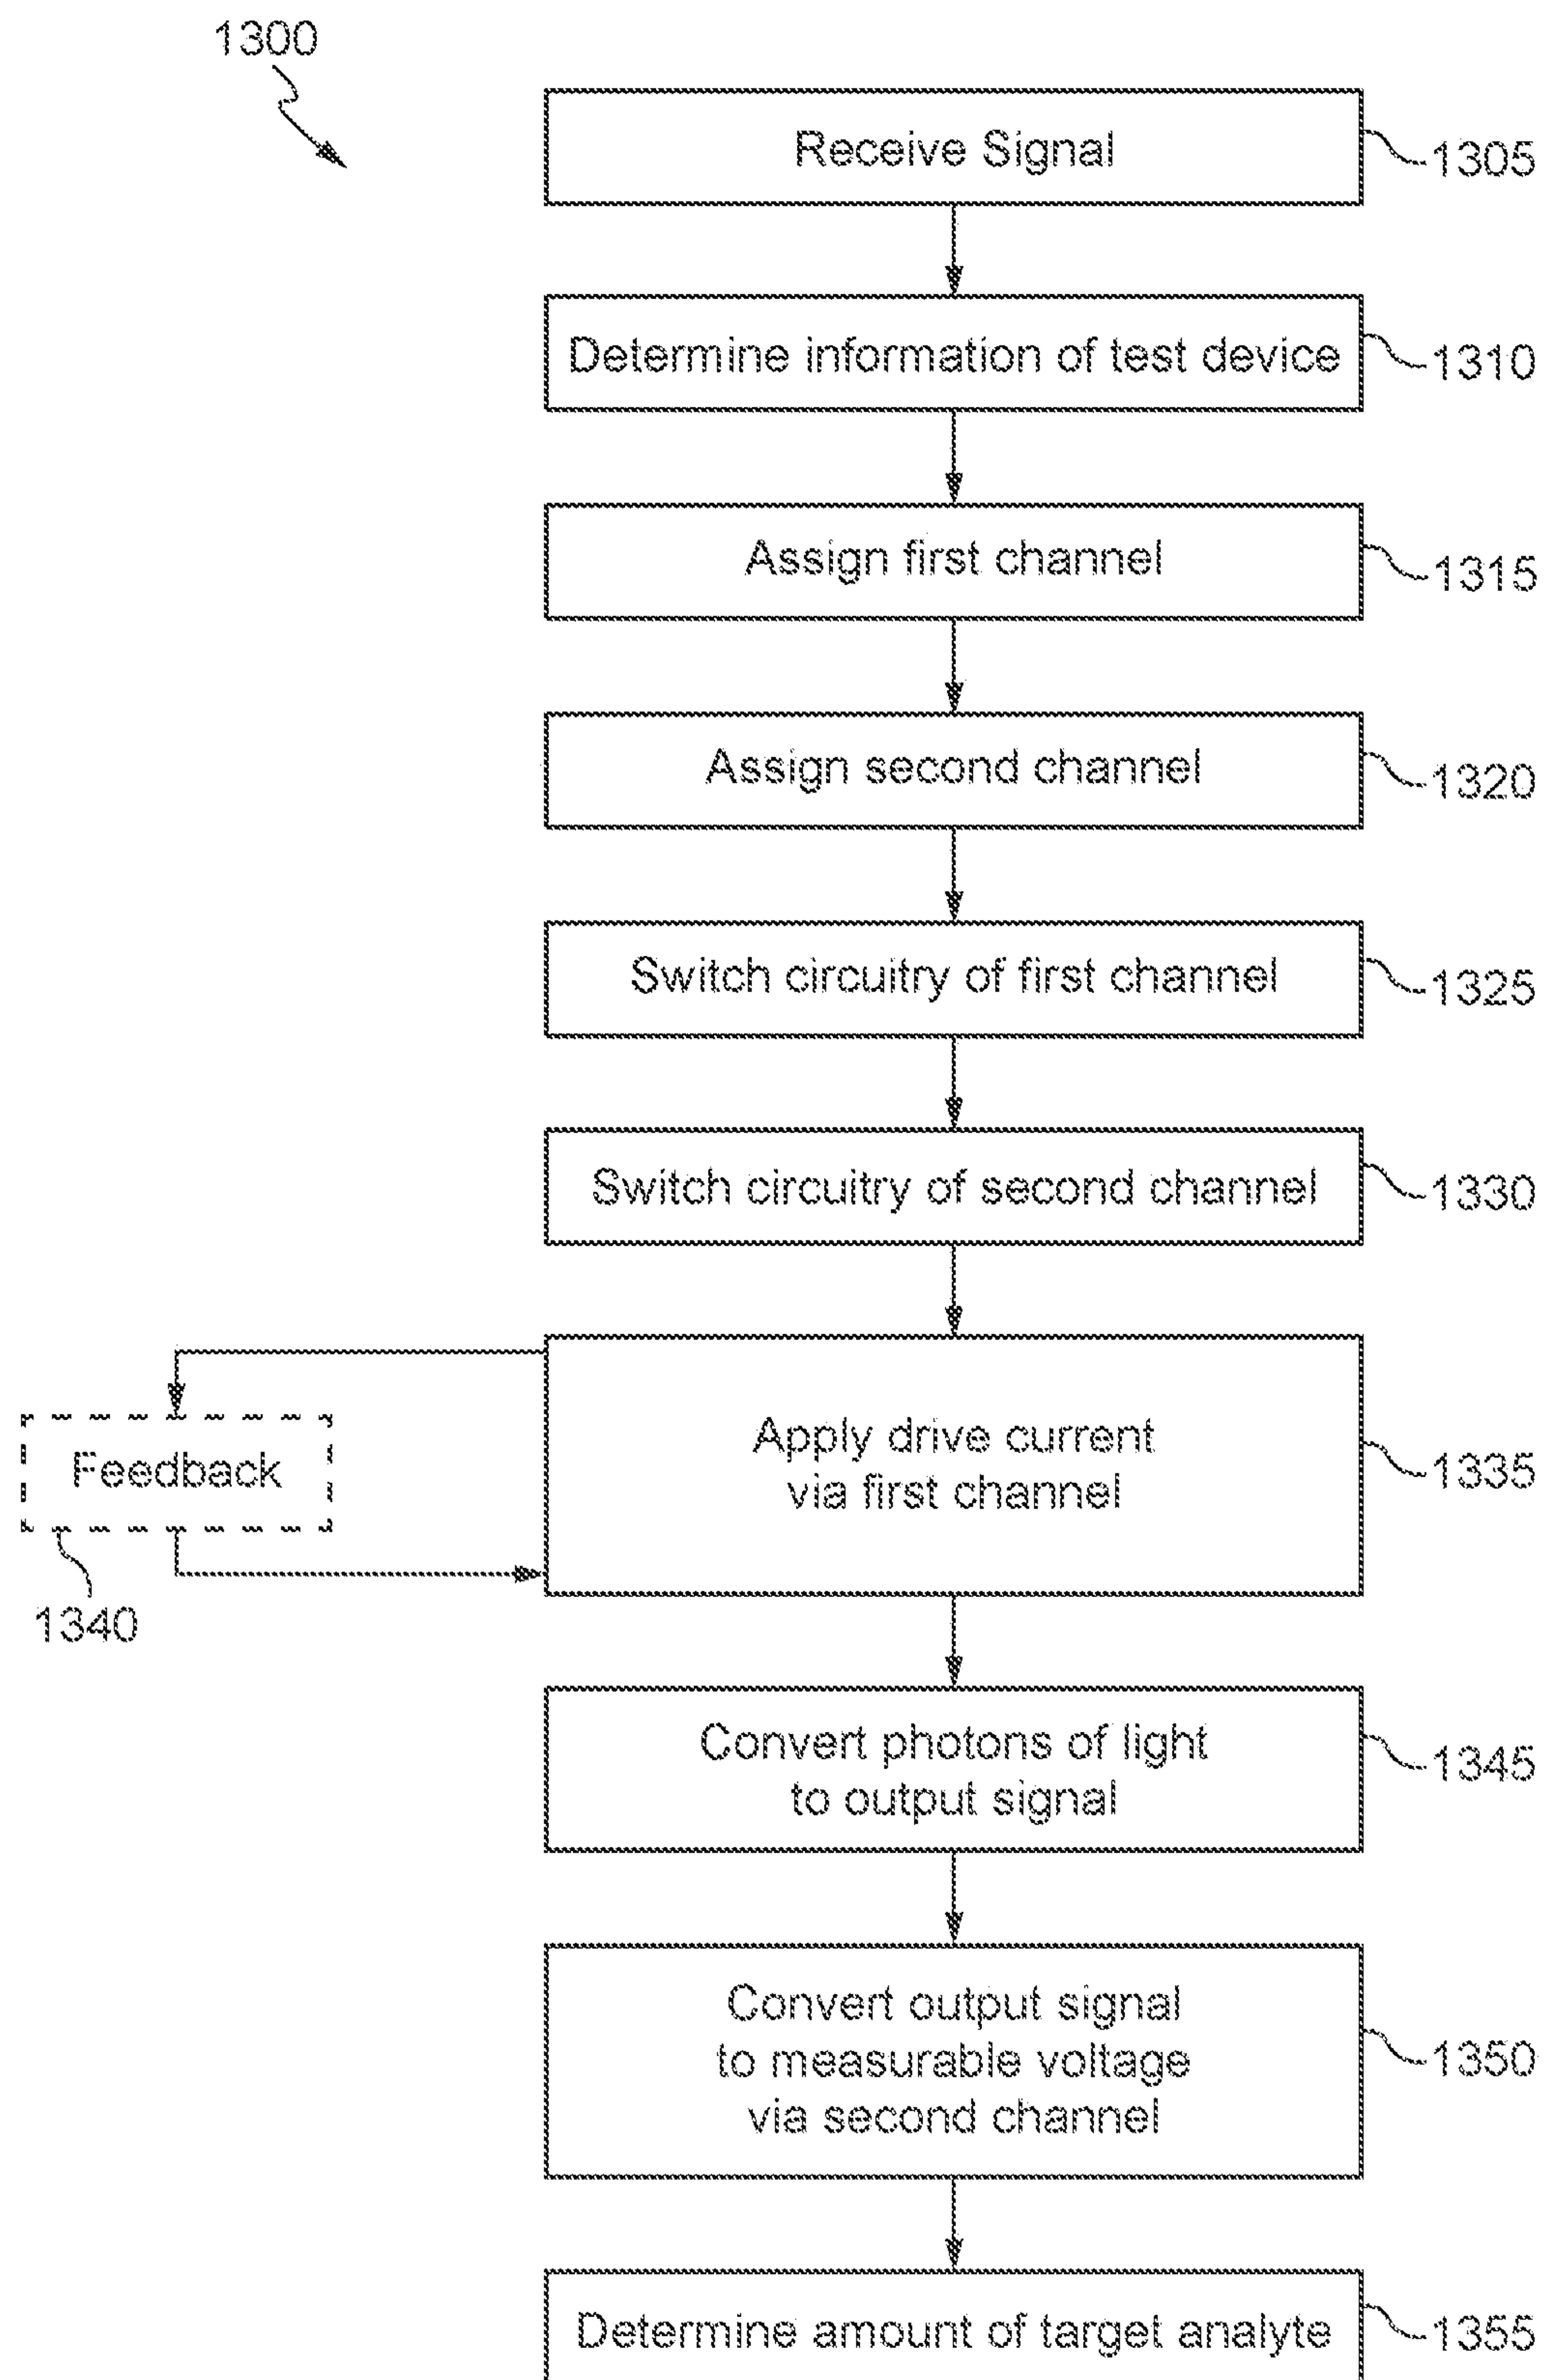 1300
Receive Signal
1305
Determine information of test device
1310
Assign first channel
1315
Assign second channel
1320
Switch circuitry of first channel
1325
Switch circuitry of second channel
1330
Apply drive current
via first channel
1335
Feedback
1340
Convert photons of light
to output signal
1345
Convert output signal
to measurable voltage
via second channel
1350
Determine amount of target analyte
1355